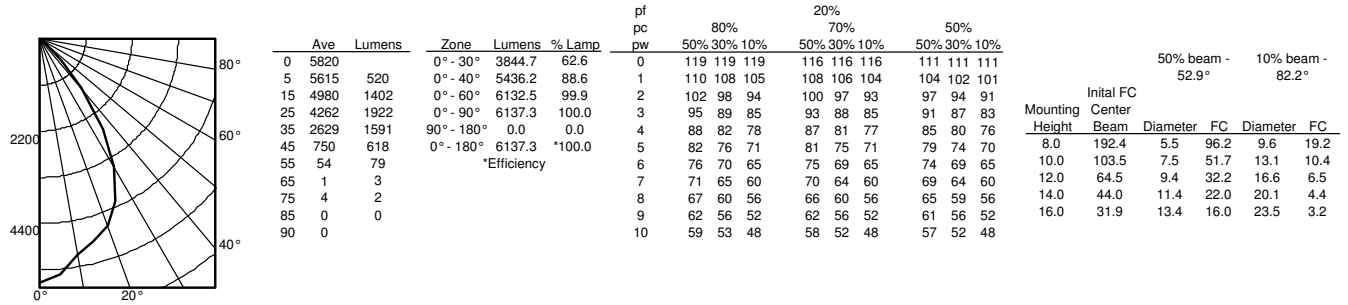 80°
60°
40°
20°
0°
2200
4400
Ave Lumens
0 5820
5 5615 520
15 4980 1402
25 4262 1922
35 2629 1591
45 750 618
55 54 79
65 1 3
75 4 2
85 0 0
90 0
Zone Lumens % Lamp
0° - 30° 3844.7 62.6
0° - 40° 5436.2 88.6
0° - 60° 6132.5 99.9
0° - 90° 6137.3 100.0
90° - 180° 0.0 0.0
0° - 180° 6137.3 *100.0
*Efficiency
pf 20%
pc 80% 70% 50%
pw 50% 30% 10% 50% 30% 10% 50% 30% 10%
0 119 119 119 116 116 116 111 111 111
1 110 108 105 108 106 104 104 102 101
2 102 98 94 100 97 93 97 94 91
3 95 89 85 93 88 85 91 87 83
4 88 82 78 87 81 77 85 80 76
5 82 76 71 81 75 71 79 74 70
6 76 70 65 75 69 65 74 69 65
7 71 65 60 70 64 60 69 64 60
8 67 60 56 66 60 56 65 59 56
9 62 56 52 62 56 52 61 56 52
10 59 53 48 58 52 48 57 52 48
50% beam - 10% beam -
52.9° 82.2°
Inital FC
Mounting Center
Height Beam Diameter FC Diameter FC
8.0 192.4 5.5 96.2 9.6 19.2
10.0 103.5 7.5 51.7 13.1 10.4
12.0 64.5 9.4 32.2 16.6 6.5
14.0 44.0 11.4 22.0 20.1 4.4
16.0 31.9 13.4 16.0 23.5 3.2